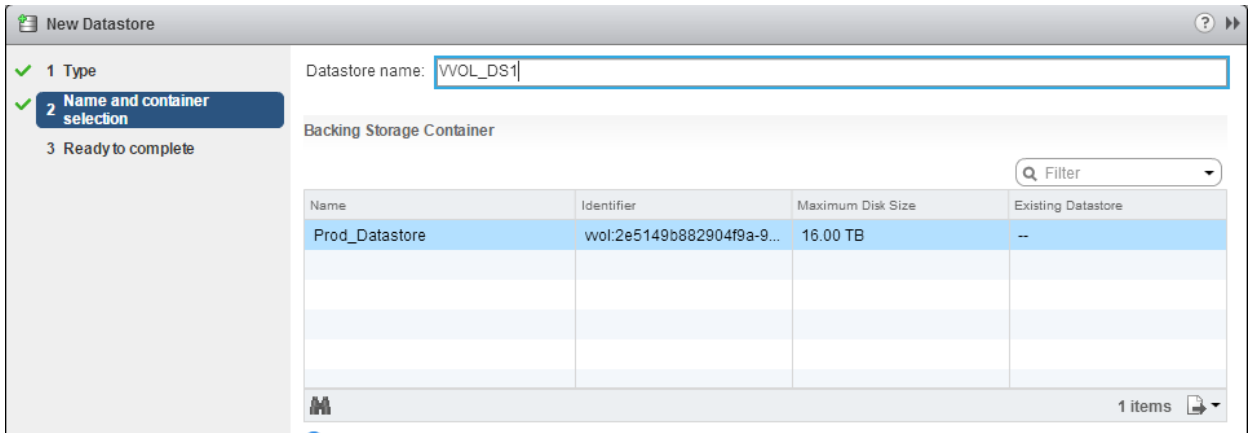 New Datastore
?
1 Type
2 Name and container
selection
3 Ready to complete
Datastore name: VVOL_DS1
Backing Storage Container
Filter
Name Identifier Maximum Disk Size Existing Datastore
Prod_Datastore vvol:2e5149b882904f9a-9... 16.00 TB --
1 items